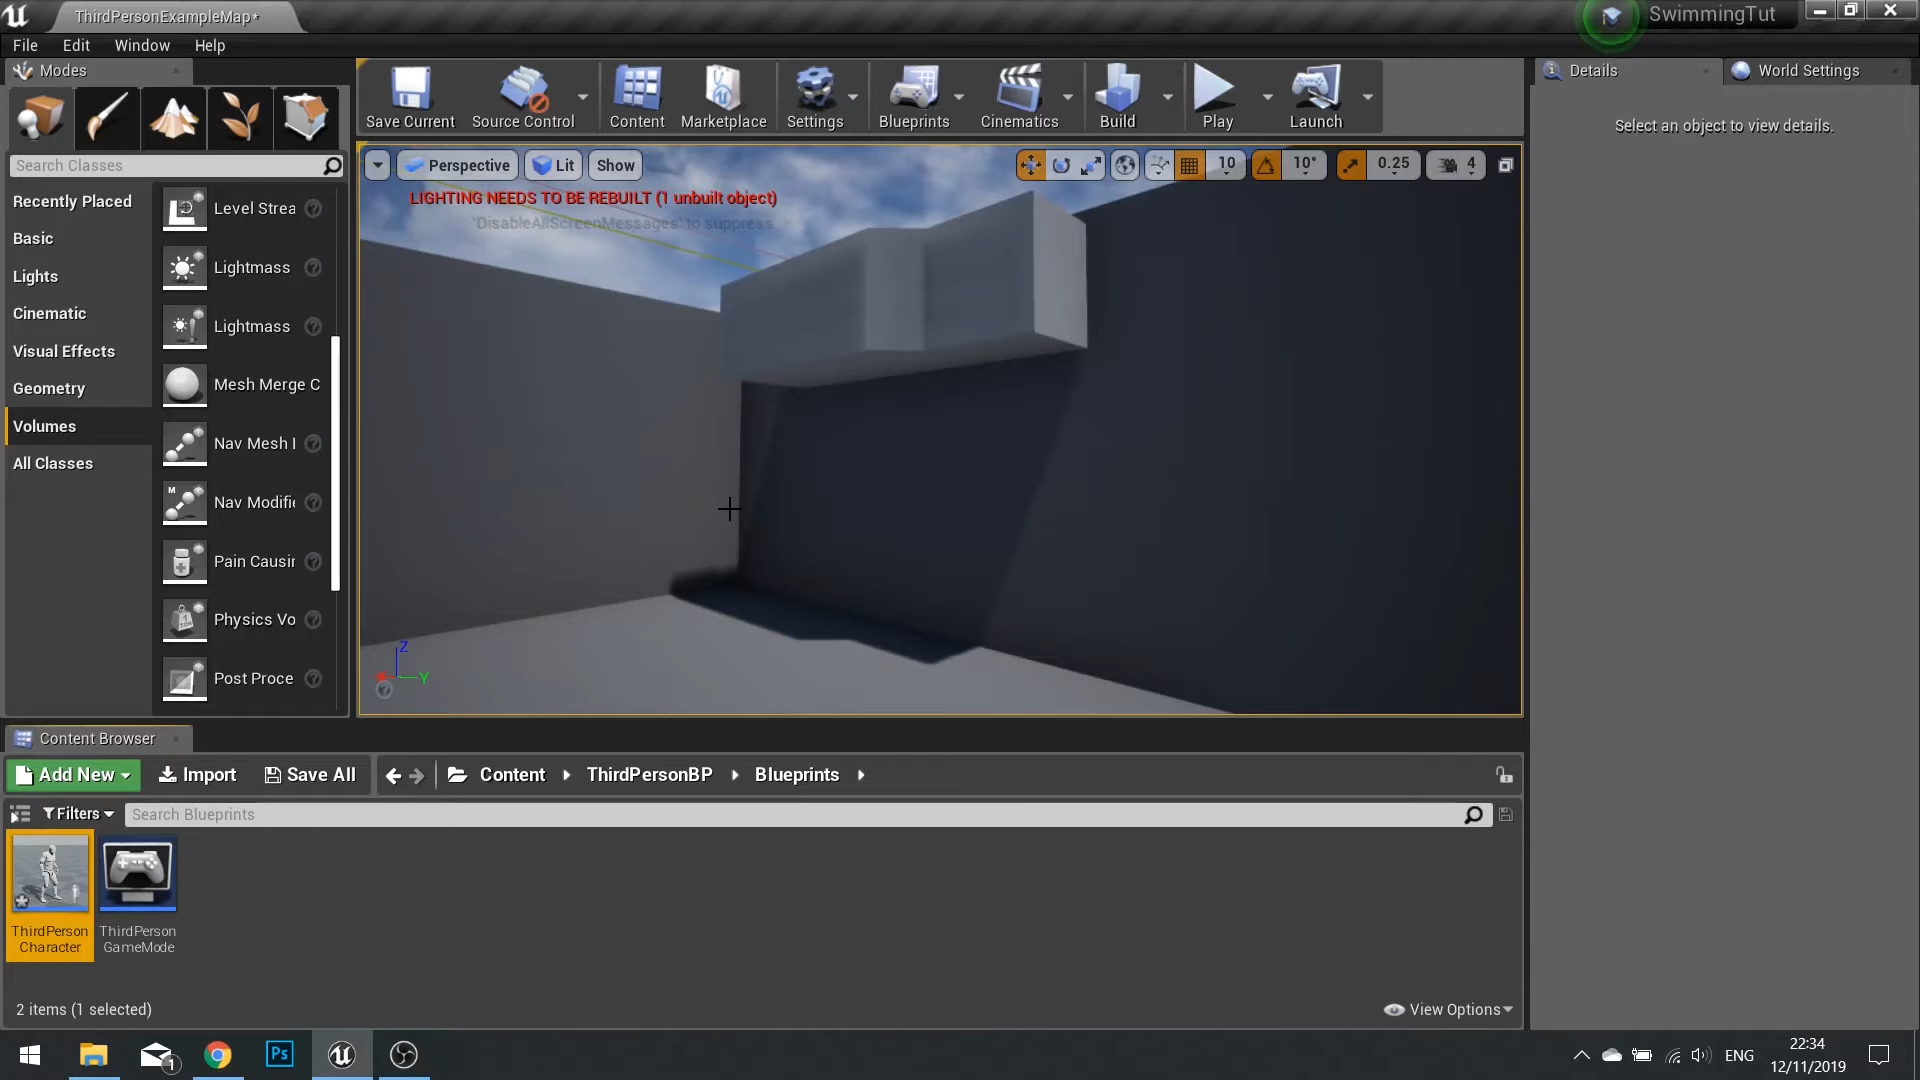 ThirdPersonExampleMap*
SwimmingTut
File Edit Window Help
Modes
Save Current
Source Control
Content
Marketplace
Settings
Blueprints
Cinematics
Build
Play
Launch
Details
World Settings
Select an object to view details.
Search Classes
Recently Placed
Basic
Lights
Cinematic
Visual Effects
Geometry
Volumes
All Classes
Level Strea
Lightmass
Lightmass
Mesh Merge C
Nav Mesh I
Nav Modifie
M
Pain Causin
Physics Vo
Post Proce
Perspective
Lit
Show
10
10°
0.25
4
LIGHTING NEEDS TO BE REBUILT (1 unbuilt object)
'DisableAllScreenMessages' to suppress
Z
Y
Content Browser
Add New
Import
Save All
Content
ThirdPersonBP
Blueprints
Filters
Search Blueprints
ThirdPerson
Character
ThirdPerson
GameMode
2 items (1 selected)
View Options
1
Ps
ENG
22:34
12/11/2019